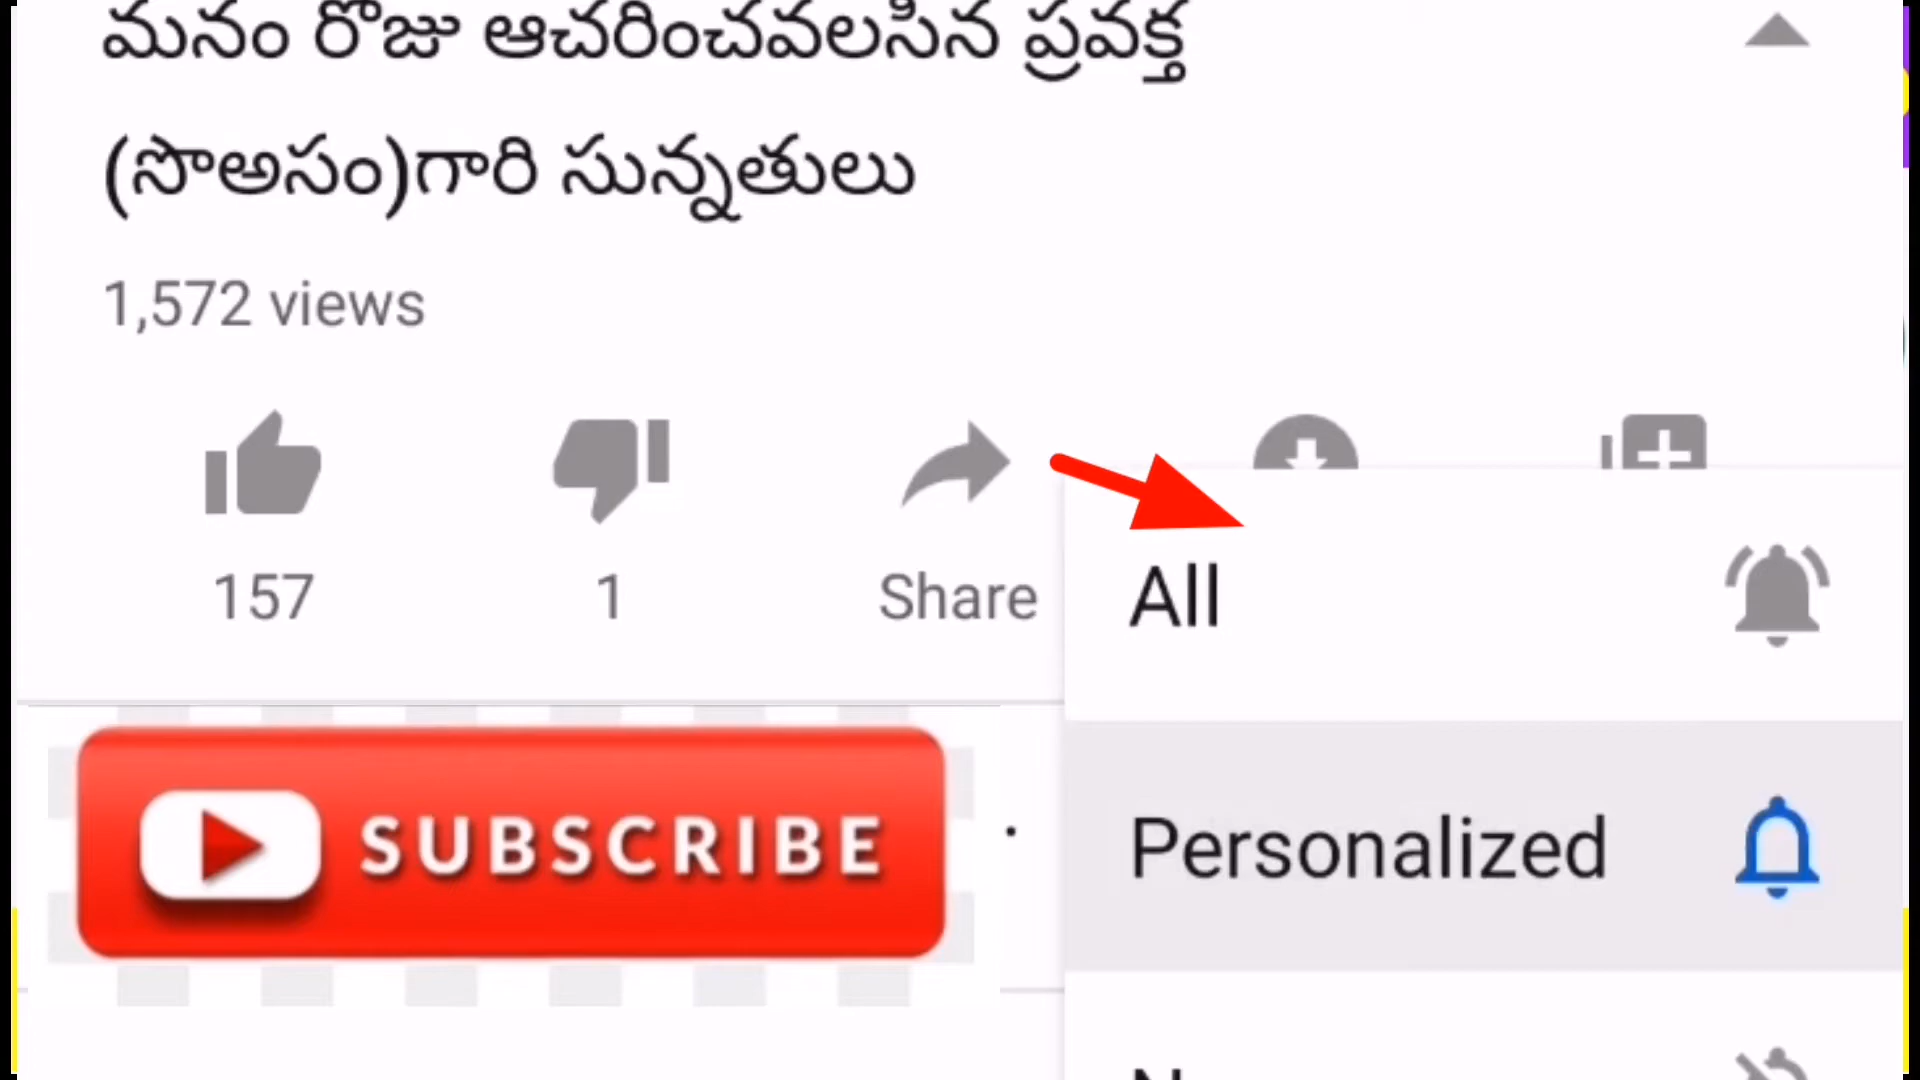 మనం రోజు ఆచరించవలసిన ప్రవక్త
(సొఅసం)గారి సున్నతులు
1,572 views
157
1
Share
All
SUBSCRIBE
Personalized